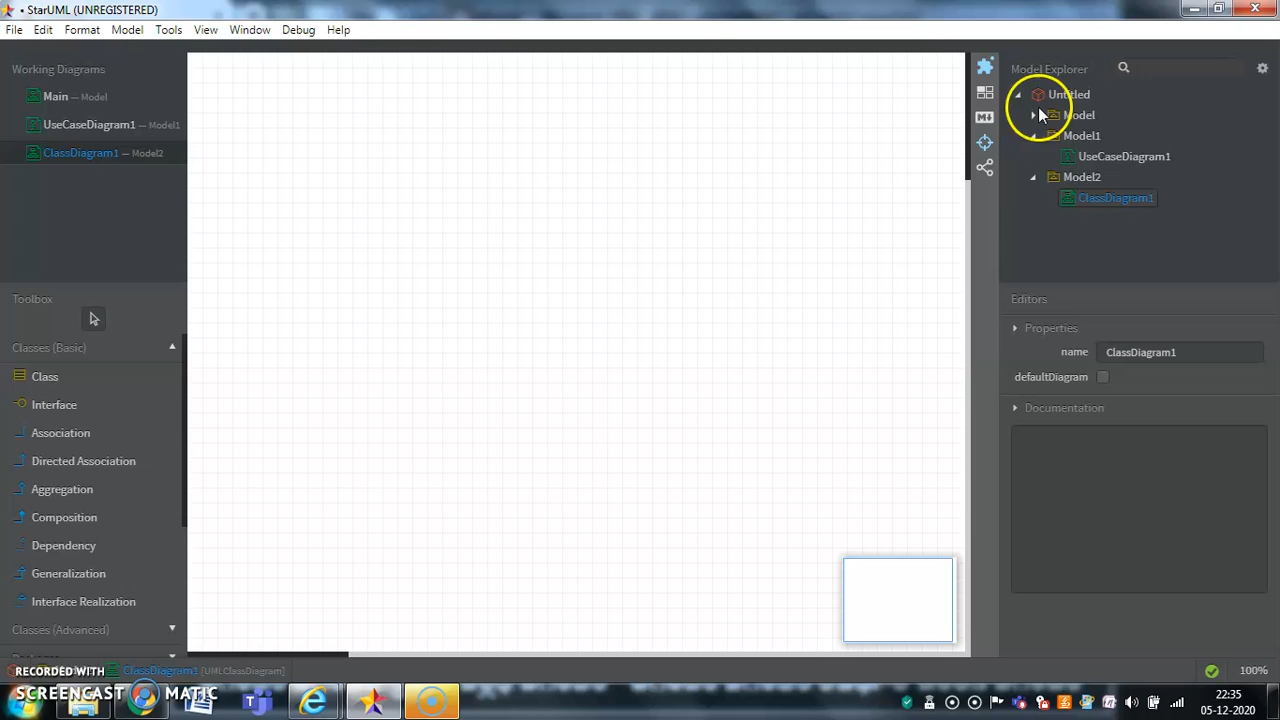 • StarUML (UNREGISTERED)
File Edit Format Model Tools View Window Debug Help
Working Diagrams
Main — Model
UseCaseDiagram1 — Model1
ClassDiagram1 — Model2
Toolbox
Classes (Basic)
Class
Interface
Association
Directed Association
Aggregation
Composition
Dependency
Generalization
Interface Realization
Classes (Advanced)
Model Explorer
Untitled
Model
Model1
UseCaseDiagram1
Model2
ClassDiagram1
Editors
Properties
name ClassDiagram1
defaultDiagram
Documentation
ClassDiagram1 [UMLClassDiagram]
100%
RECORDED WITH
SCREENCAST MATIC
22:35
05-12-2020